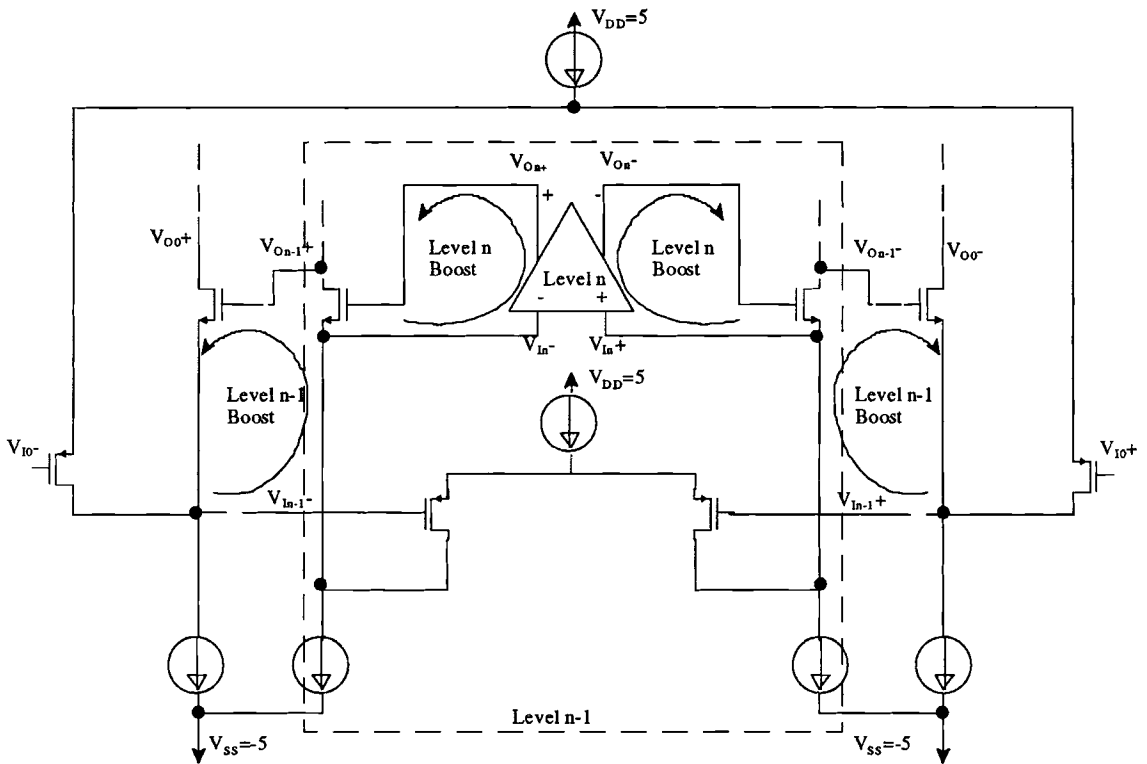 V_DD=5
V_On+ V_On-
+ -
V_O0+ V_On-1+ Level n Boost Level n Boost V_On-1- V_O0-
Level n
- +
V_In- V_In+
V_DD=5
Level n-1 Boost Level n-1 Boost
V_I0- V_I0+
V_In-1- V_In-1+
Level n-1
V_SS=-5 V_SS=-5